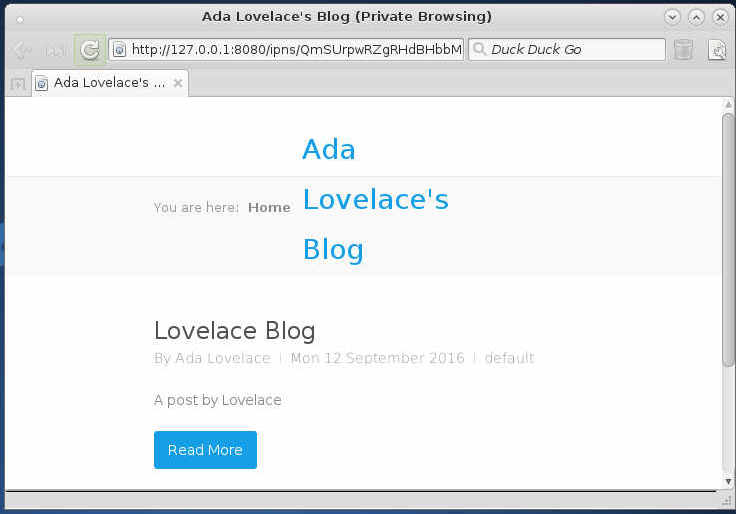 Ada Lovelace's Blog (Private Browsing)
http://127.0.0.1:8080/ipns/QmSUrpwRZgRHdBHbbM
Duck Duck Go
Ada Lovelace's ...
Ada
Lovelace's
Blog
You are here: Home
Lovelace Blog
By Ada Lovelace | Mon 12 September 2016 | default
A post by Lovelace
Read More